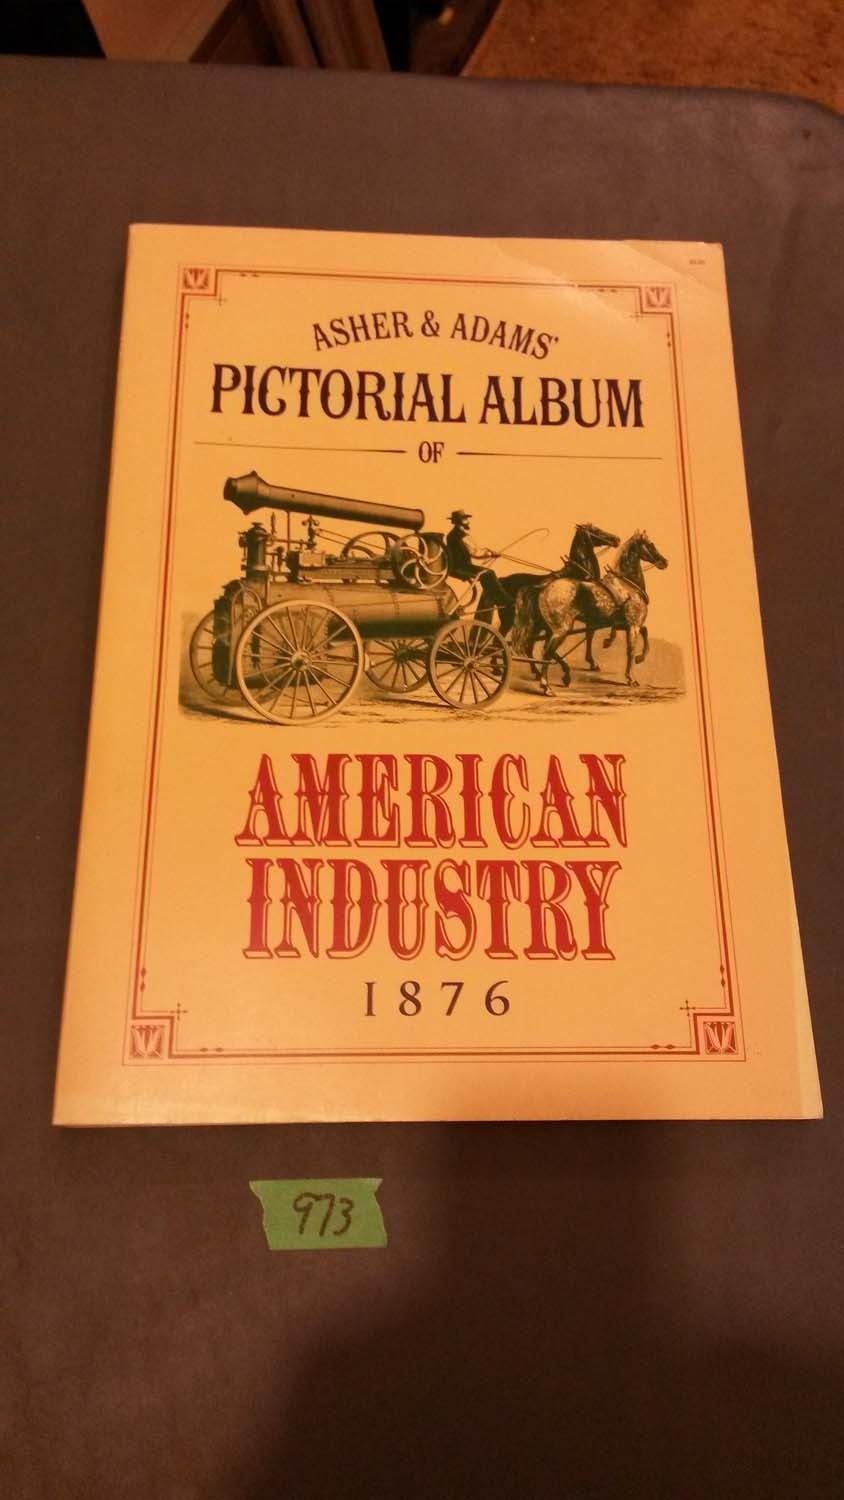 ASHER & ADAMS'
PICTORIAL ALBUM
OF
AMERICAN
INDUSTRY
1876
973